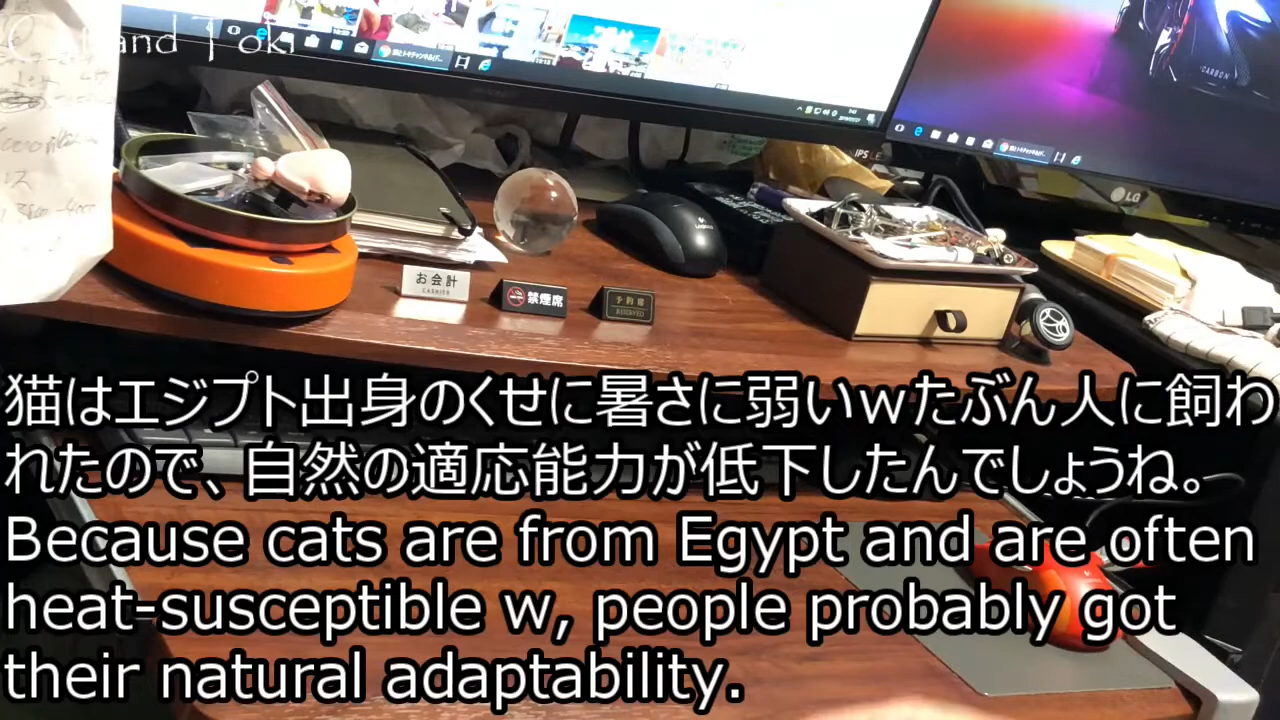 and Toki
CARBON
IPS LE
LG
お会計
CASHIER
禁煙席
予約席
RESERVED
猫はエジプト出身のくせに暑さに弱いｗたぶん人に飼わ
れたので、自然の適応能力が低下したんでしょうね。
Because cats are from Egypt and are often
heat-susceptible w, people probably got
their natural adaptability.